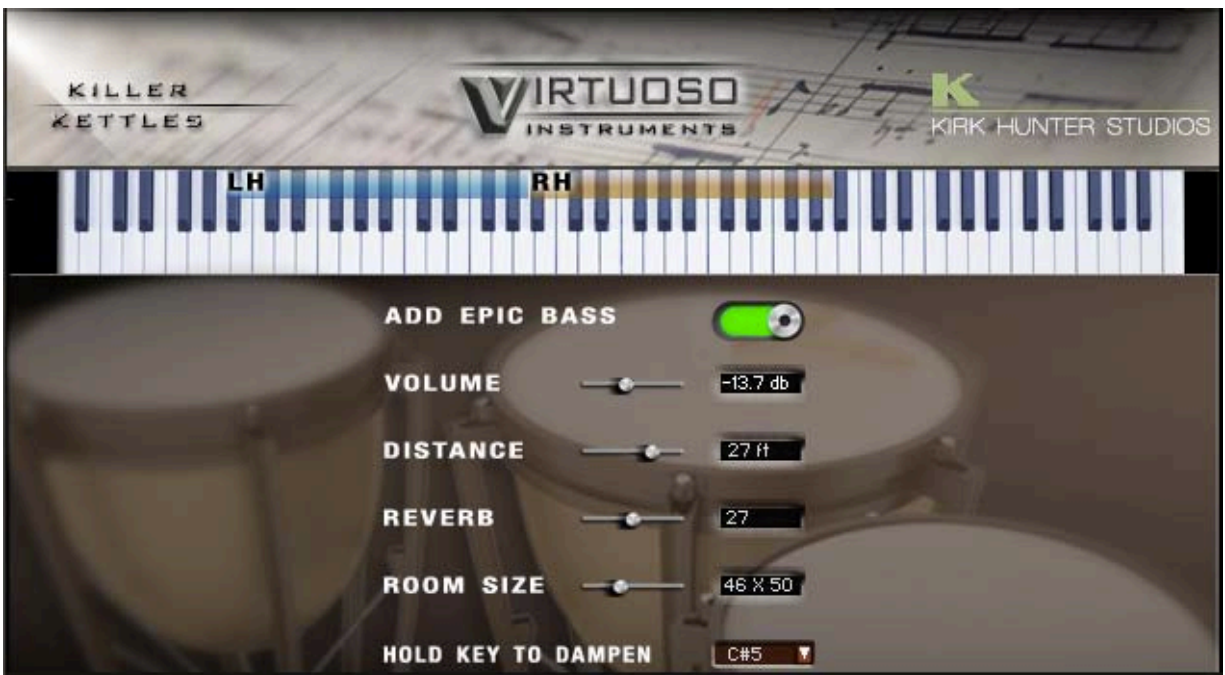 KILLER
KETTLES
VIRTUOSO
INSTRUMENTS
K
KIRK HUNTER STUDIOS
LH RH
ADD EPIC BASS
VOLUME -13.7 db
DISTANCE 27 ft
REVERB 27
ROOM SIZE 46 X 50
HOLD KEY TO DAMPEN C#5